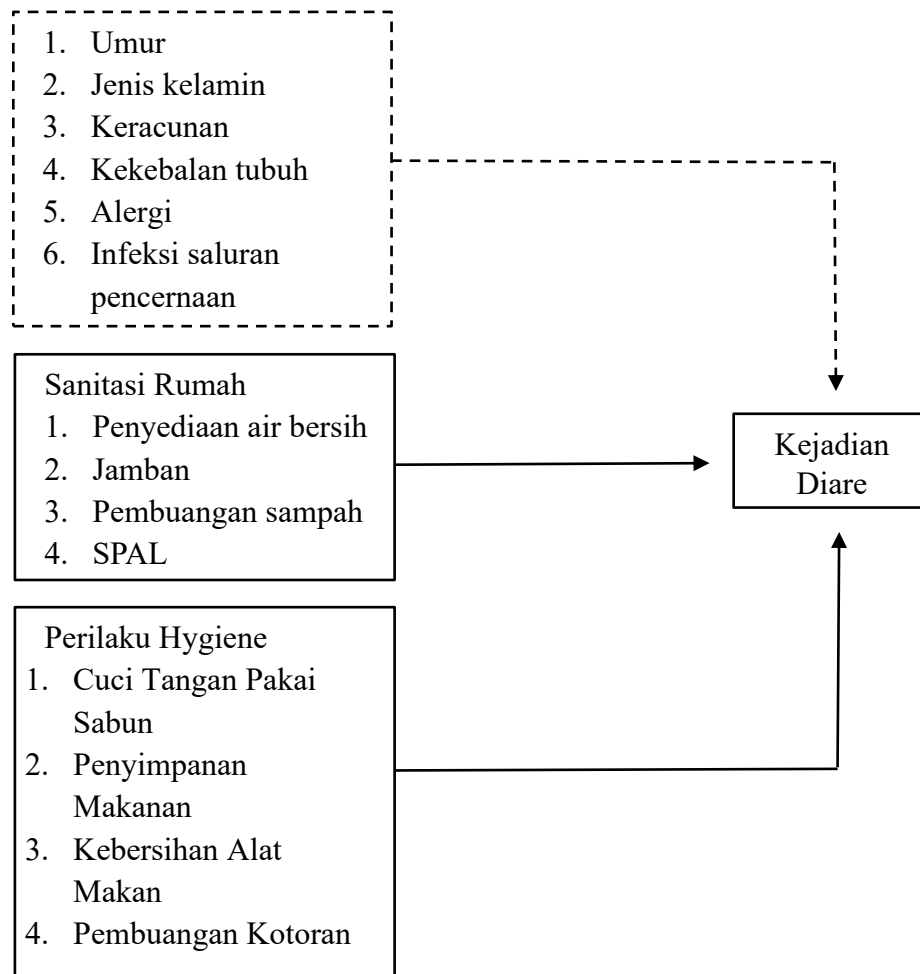 1. Umur
2. Jenis kelamin
3. Keracunan
4. Kekebalan tubuh
5. Alergi
6. Infeksi saluran
pencernaan
Sanitasi Rumah
1. Penyediaan air bersih
2. Jamban
3. Pembuangan sampah
4. SPAL
Kejadian
Diare
Perilaku Hygiene
1. Cuci Tangan Pakai
Sabun
2. Penyimpanan
Makanan
3. Kebersihan Alat
Makan
4. Pembuangan Kotoran